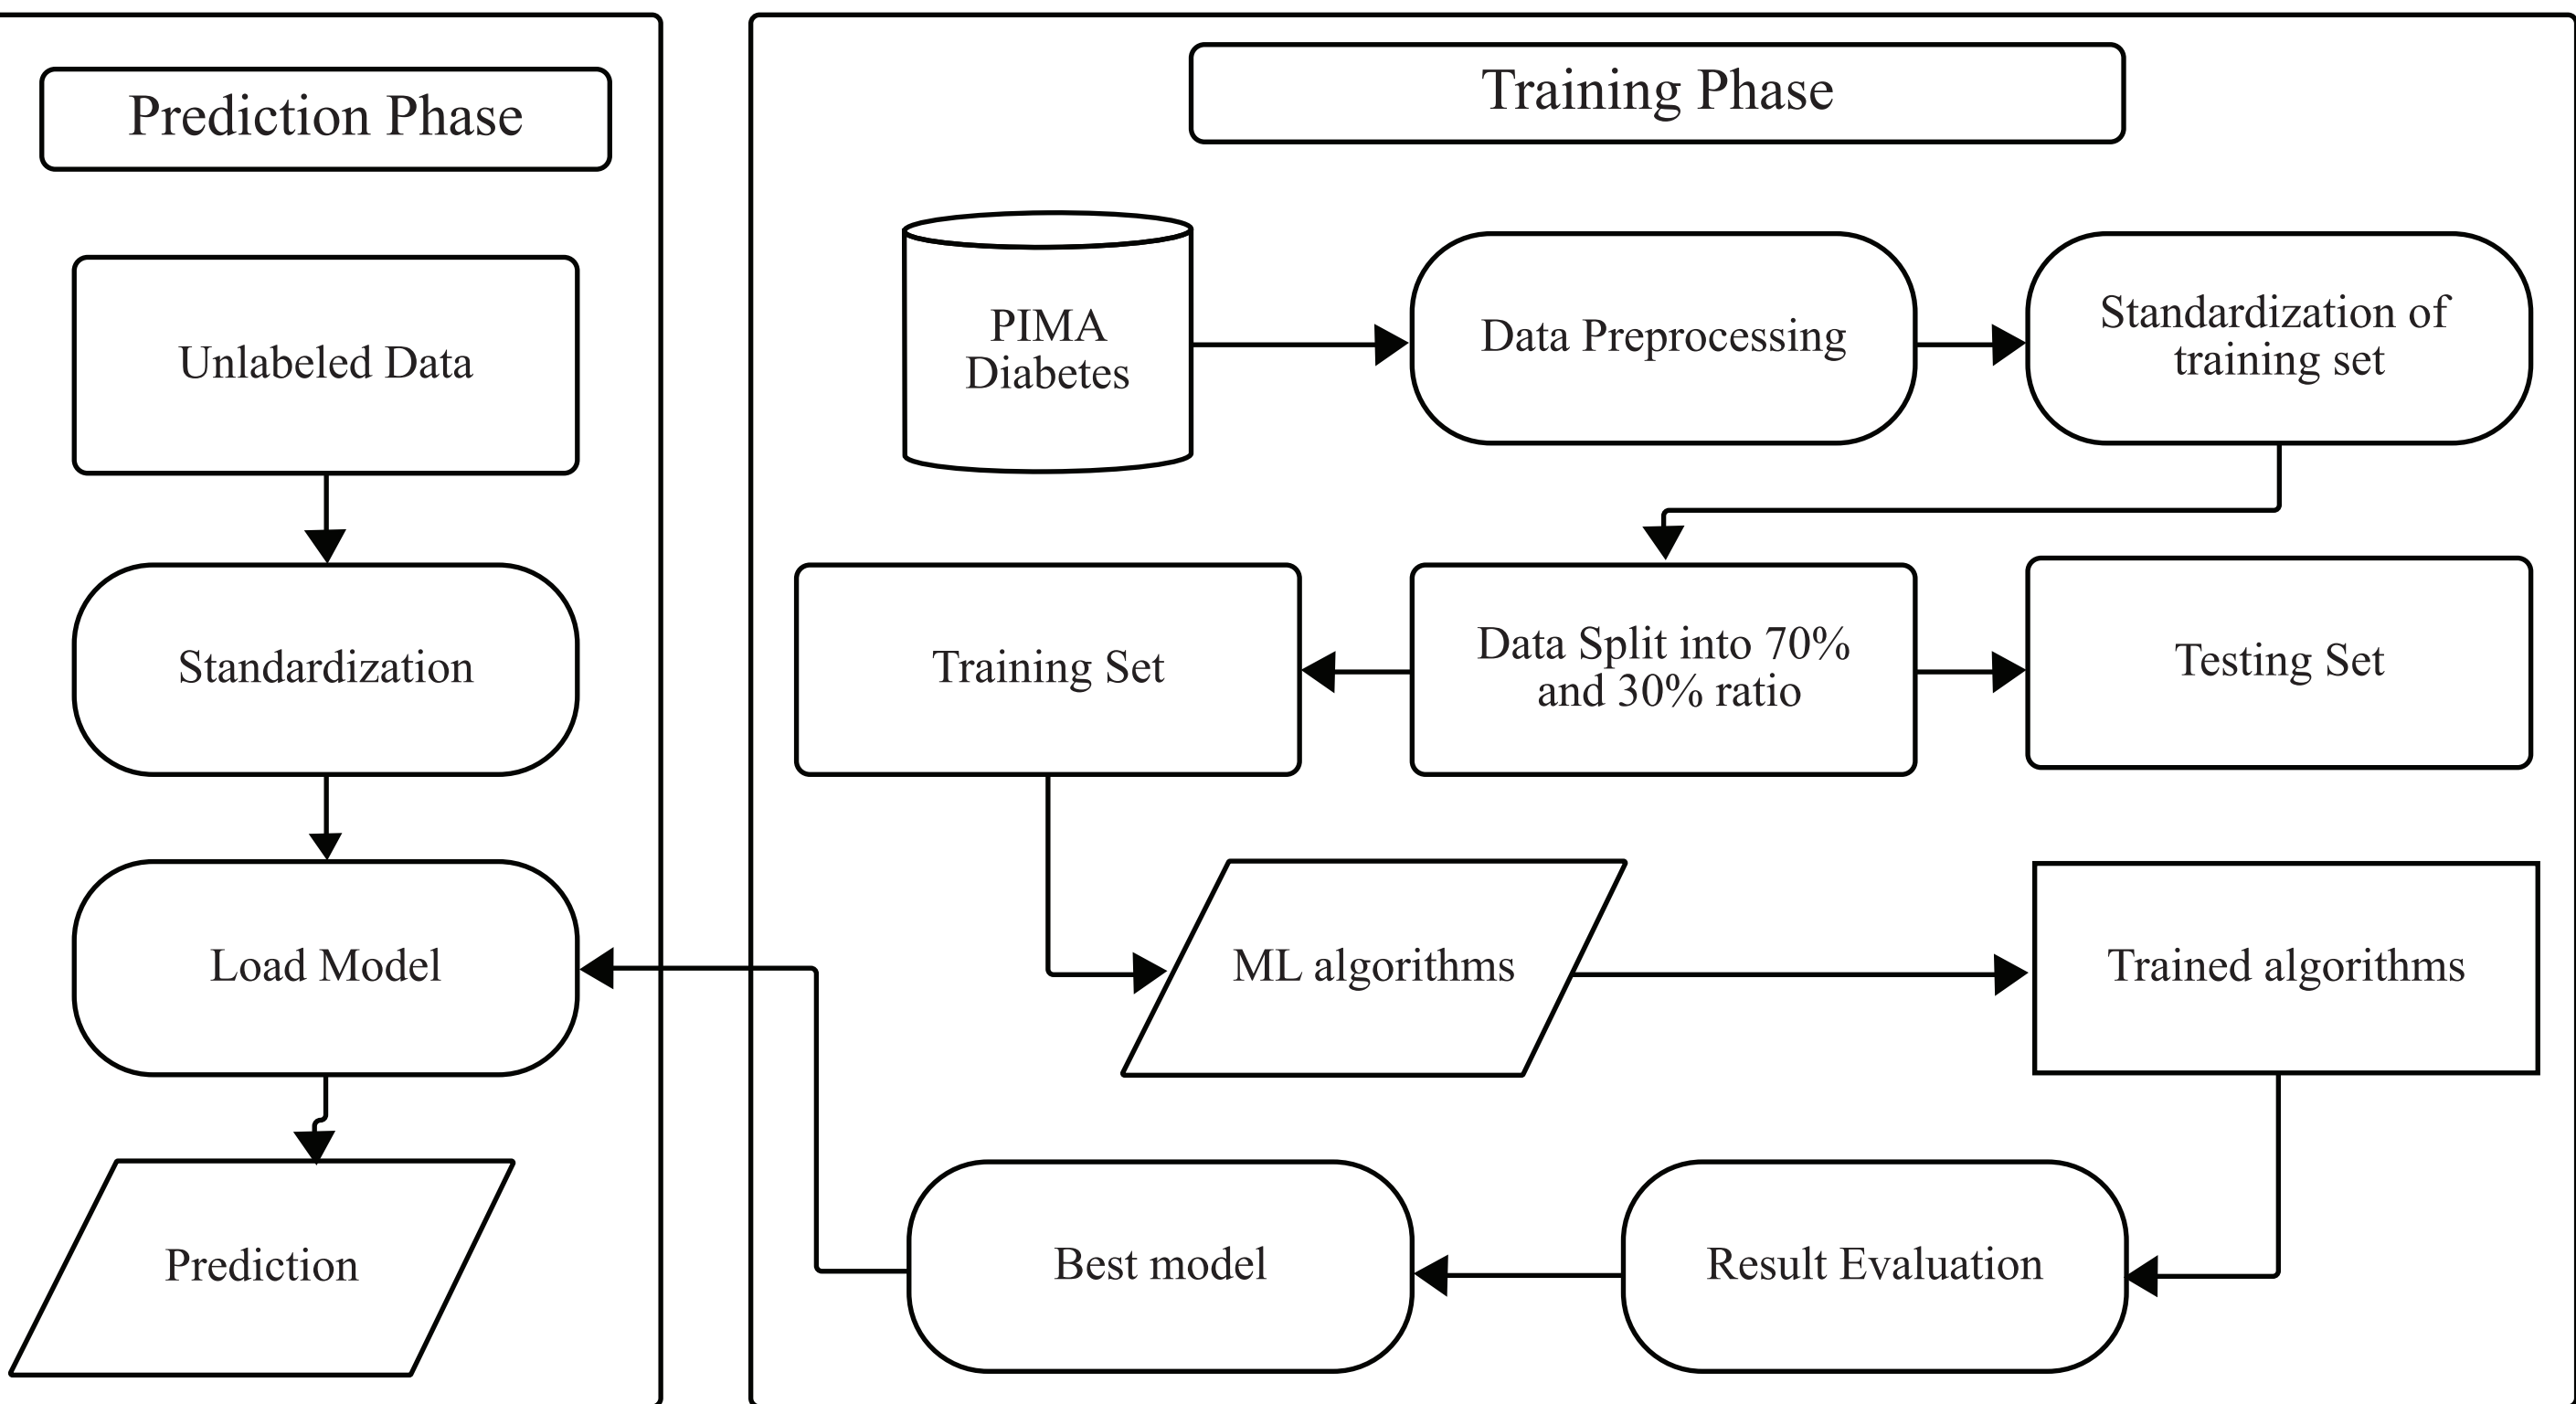 Prediction Phase
Unlabeled Data
Standardization
Load Model
Prediction
Training Phase
PIMA
Diabetes
Data Preprocessing
Standardization of
training set
Training Set
Data Split into 70%
and 30% ratio
Testing Set
ML algorithms
Trained algorithms
Best model
Result Evaluation